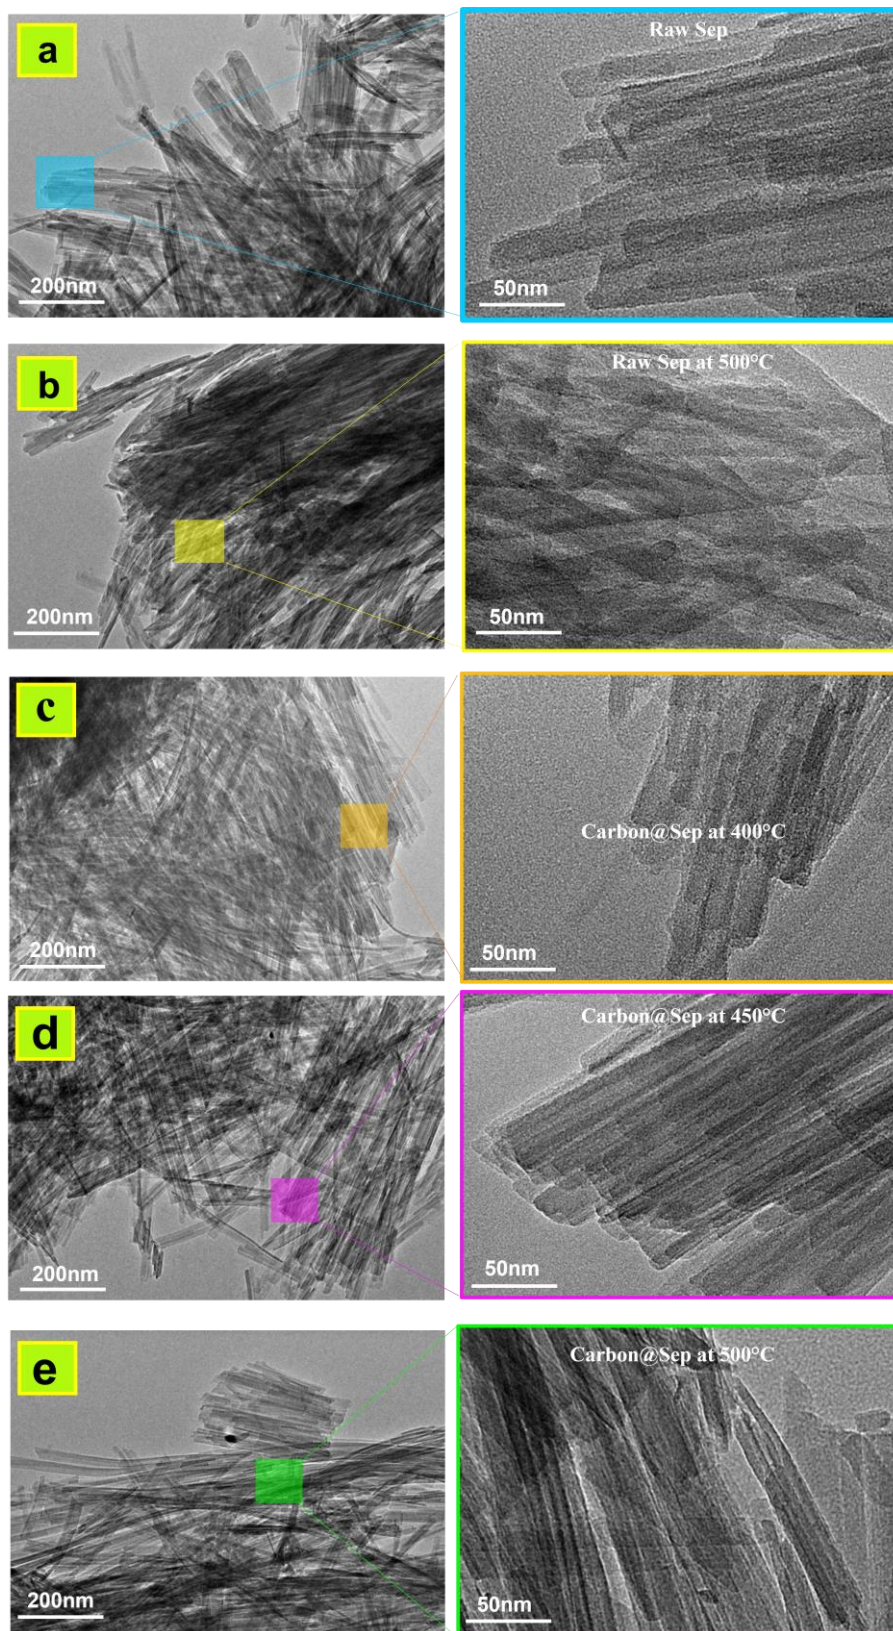 a
Raw Sep
200nm
50nm
b
Raw Sep at 500°C
200nm
50nm
c
Carbon@Sep at 400°C
200nm
50nm
d
Carbon@Sep at 450°C
200nm
50nm
e
Carbon@Sep at 500°C
200nm
50nm